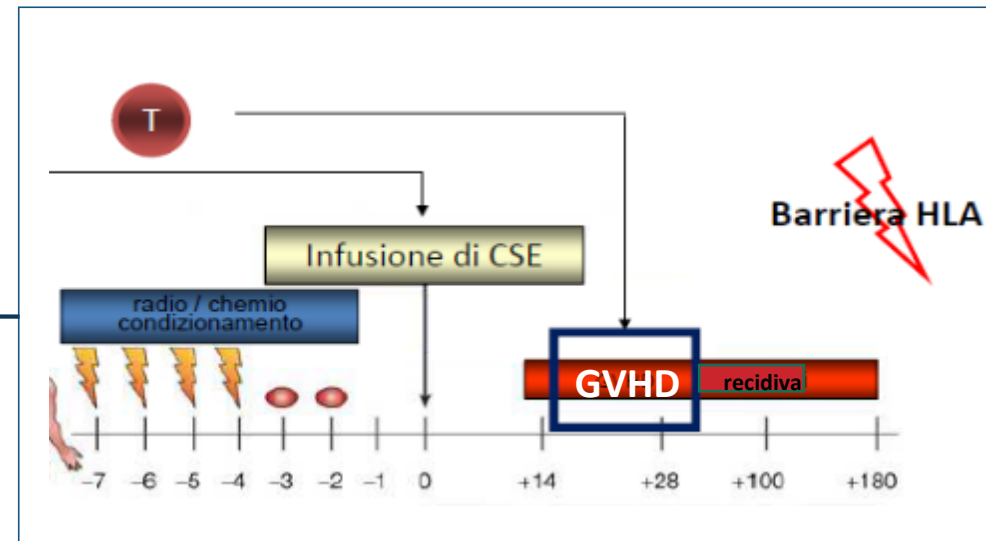 T
Barriera HLA
Infusione di CSE
radio / chemio
condizionamento
GVHD
recidiva
−7 −6 −5 −4 −3 −2 −1 0 +14 +28 +100 +180